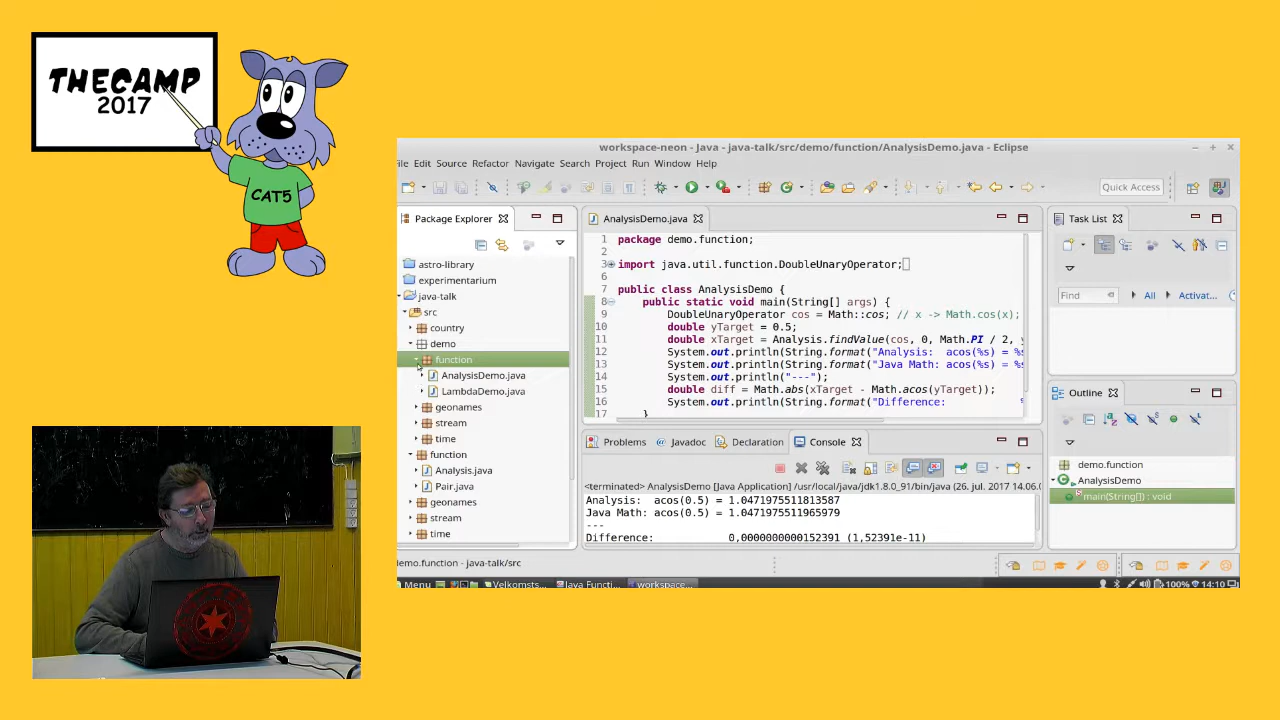 THECAMP
2017
CAT5
workspace-neon - Java - java-talk/src/demo/function/AnalysisDemo.java - Eclipse
File Edit Source Refactor Navigate Search Project Run Window Help
Quick Access
Package Explorer
astro-library
experimentarium
java-talk
src
country
demo
function
AnalysisDemo.java
LambdaDemo.java
geonames
stream
time
function
Analysis.java
Pair.java
geonames
stream
time
AnalysisDemo.java
1 package demo.function;
2
3 import java.util.function.DoubleUnaryOperator;
6
7 public class AnalysisDemo {
8 public static void main(String[] args) {
9 DoubleUnaryOperator cos = Math::cos; // x -> Math.cos(x);
10 double yTarget = 0.5;
11 double xTarget = Analysis.findValue(cos, 0, Math.PI / 2, y
12 System.out.println(String.format("Analysis:  acos(%s) = %s
13 System.out.println(String.format("Java Math: acos(%s) = %s
14 System.out.println("---");
15 double diff = Math.abs(xTarget - Math.acos(yTarget));
16 System.out.println(String.format("Difference: %
17 }
Problems @ Javadoc Declaration Console
<terminated> AnalysisDemo [Java Application] /usr/local/java/jdk1.8.0_91/bin/java (26. jul. 2017 14.06.0
Analysis:  acos(0.5) = 1.0471975511813587
Java Math: acos(0.5) = 1.0471975511965979
---
Difference: 0,0000000000152391 (1,52391e-11)
Task List
Find All Activat...
Outline
demo.function
AnalysisDemo
main(String[]) : void
demo.function - java-talk/src
Menu Velkomsts... Java Functi... workspace... 100% 14:10